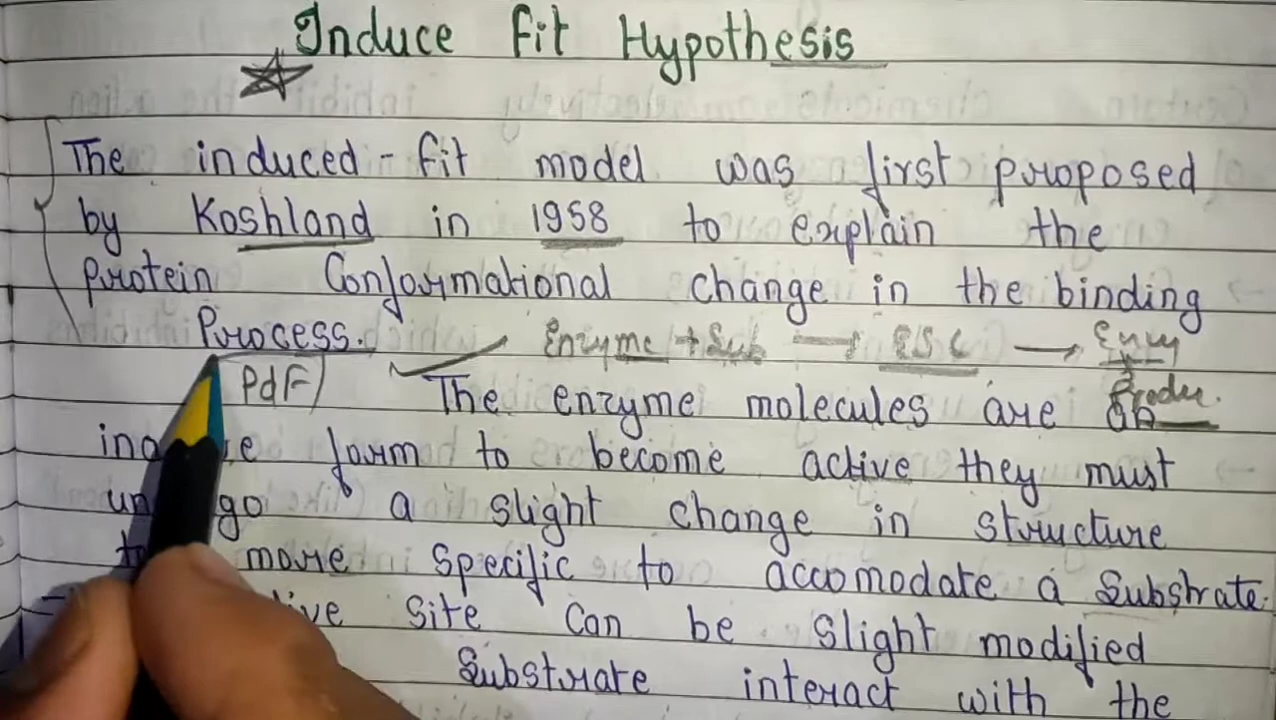 Induce Fit Hypothesis
The induced-fit model was first proposed
by Koshland in 1958 to explain the
Protein Conformational change in the binding
Process. Enzyme + Sub → ESC → Enzy
+
PdF The enzyme molecules are an Produ.
form to become active they must
go a slight change in structure
more specific to accomodate a substrate.
site can be slight modified
Substrate interact with the